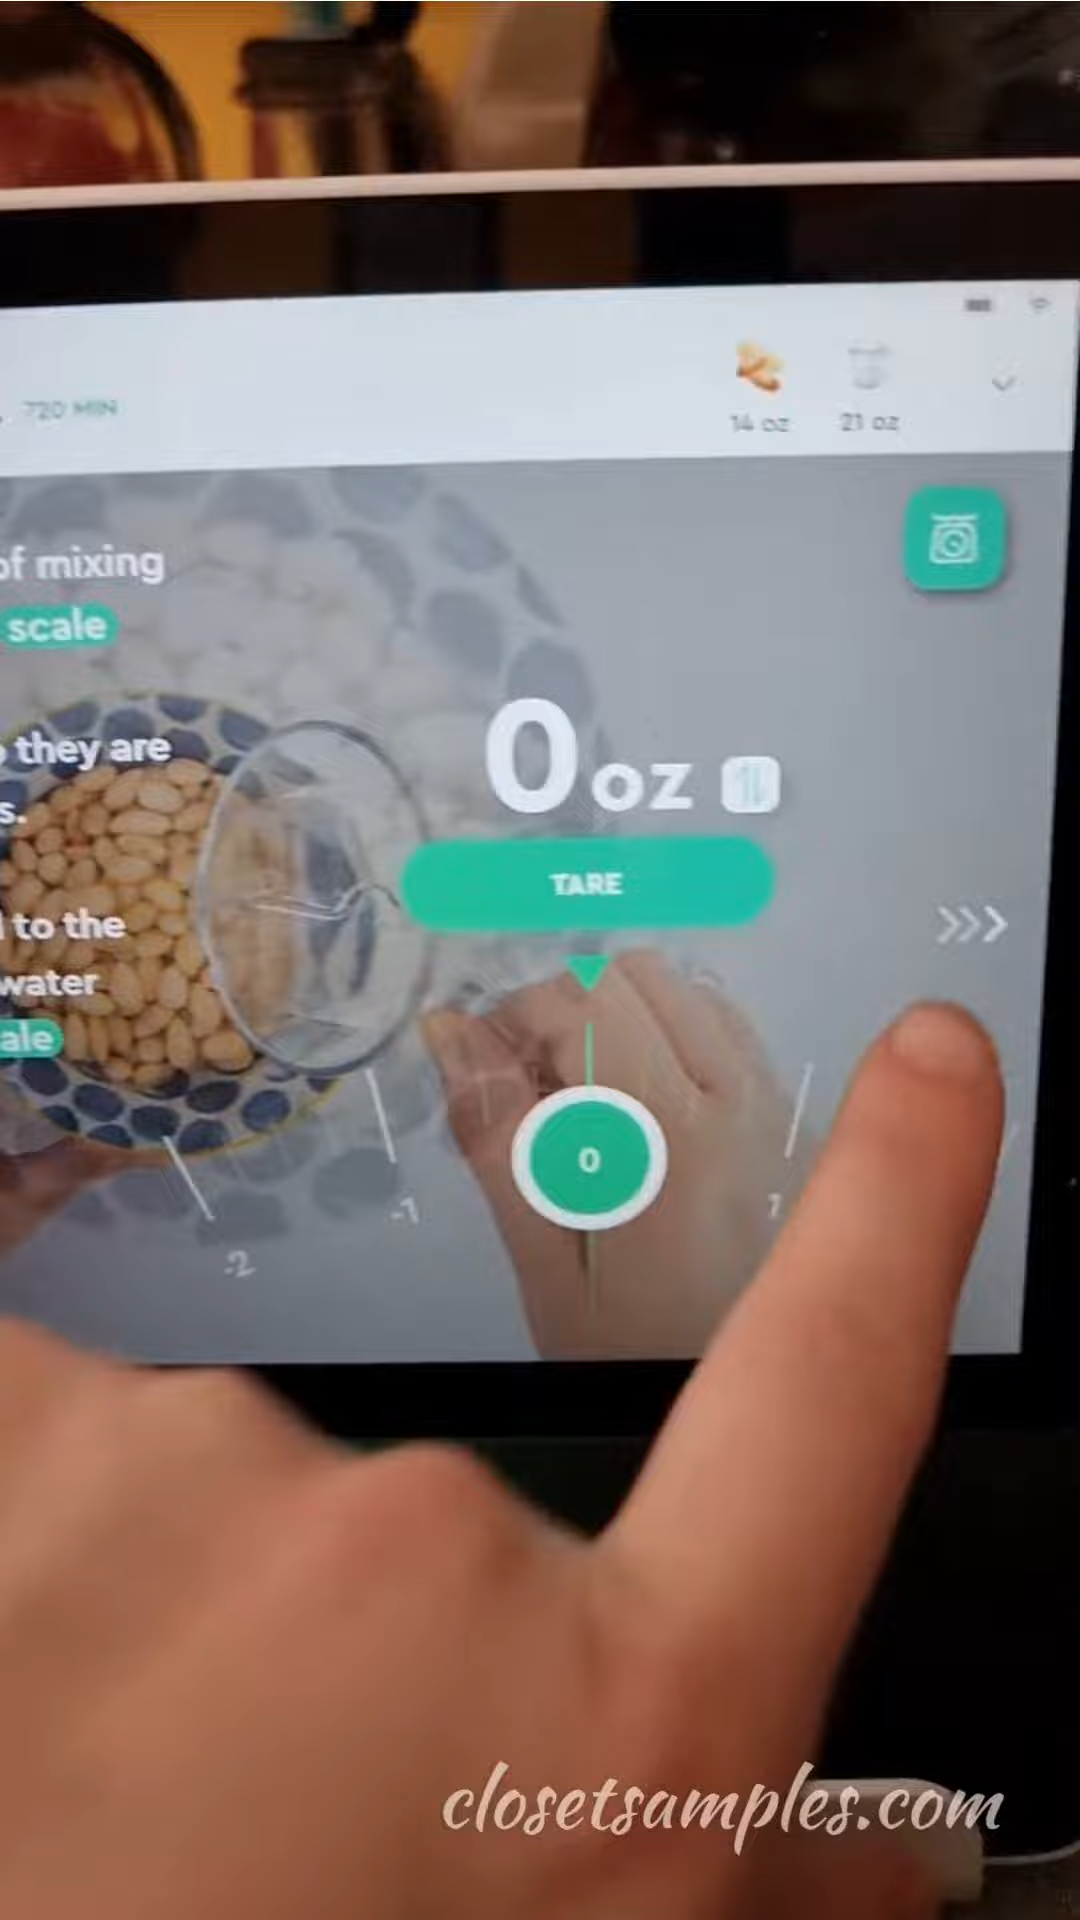 720 MIN
14 oz
21 oz
of mixing
scale
0 oz
they are
s.
TARE
to the
water
ale
0
-1
1
-2
closetsamples.com